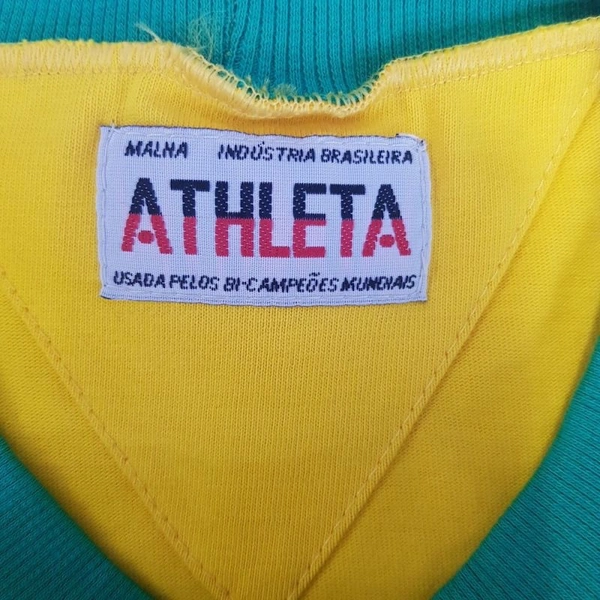 MALHA INDÚSTRIA BRASILEIRA
ATHLETA
USADA PELOS BI-CAMPEÕES MUNDIAIS